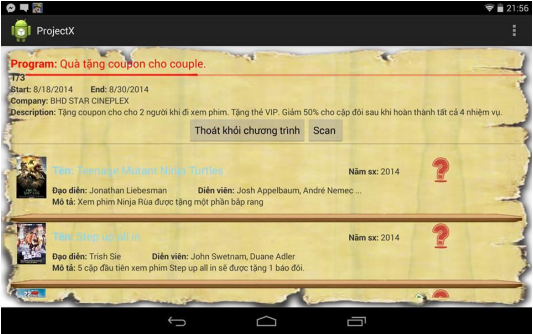 21:56
ProjectX
Program: Quà tặng coupon cho couple.
1/3
Start: 8/18/2014 End: 8/30/2014
Company: BHD STAR CINEPLEX
Description: Tặng coupon cho cho 2 người khi đi xem phim. Tặng thẻ VIP. Giảm 50% cho cặp đôi sau khi hoàn thành tất cả 4 nhiệm vụ.
Thoát khỏi chương trình Scan
Tên: Teenage Mutant Ninja Turtles Năm sx: 2014
Đạo diễn: Jonathan Liebesman Diễn viên: Josh Appelbaum, André Nemec ...
Mô tả: Xem phim Ninja Rùa được tặng một phần bắp rang
Tên: Step up all in Năm sx: 2014
Đạo diễn: Trish Sie Diễn viên: John Swetnam, Duane Adler
Mô tả: 5 cặp đầu tiên xem phim Step up all in sẽ được tặng 1 báo đôi.